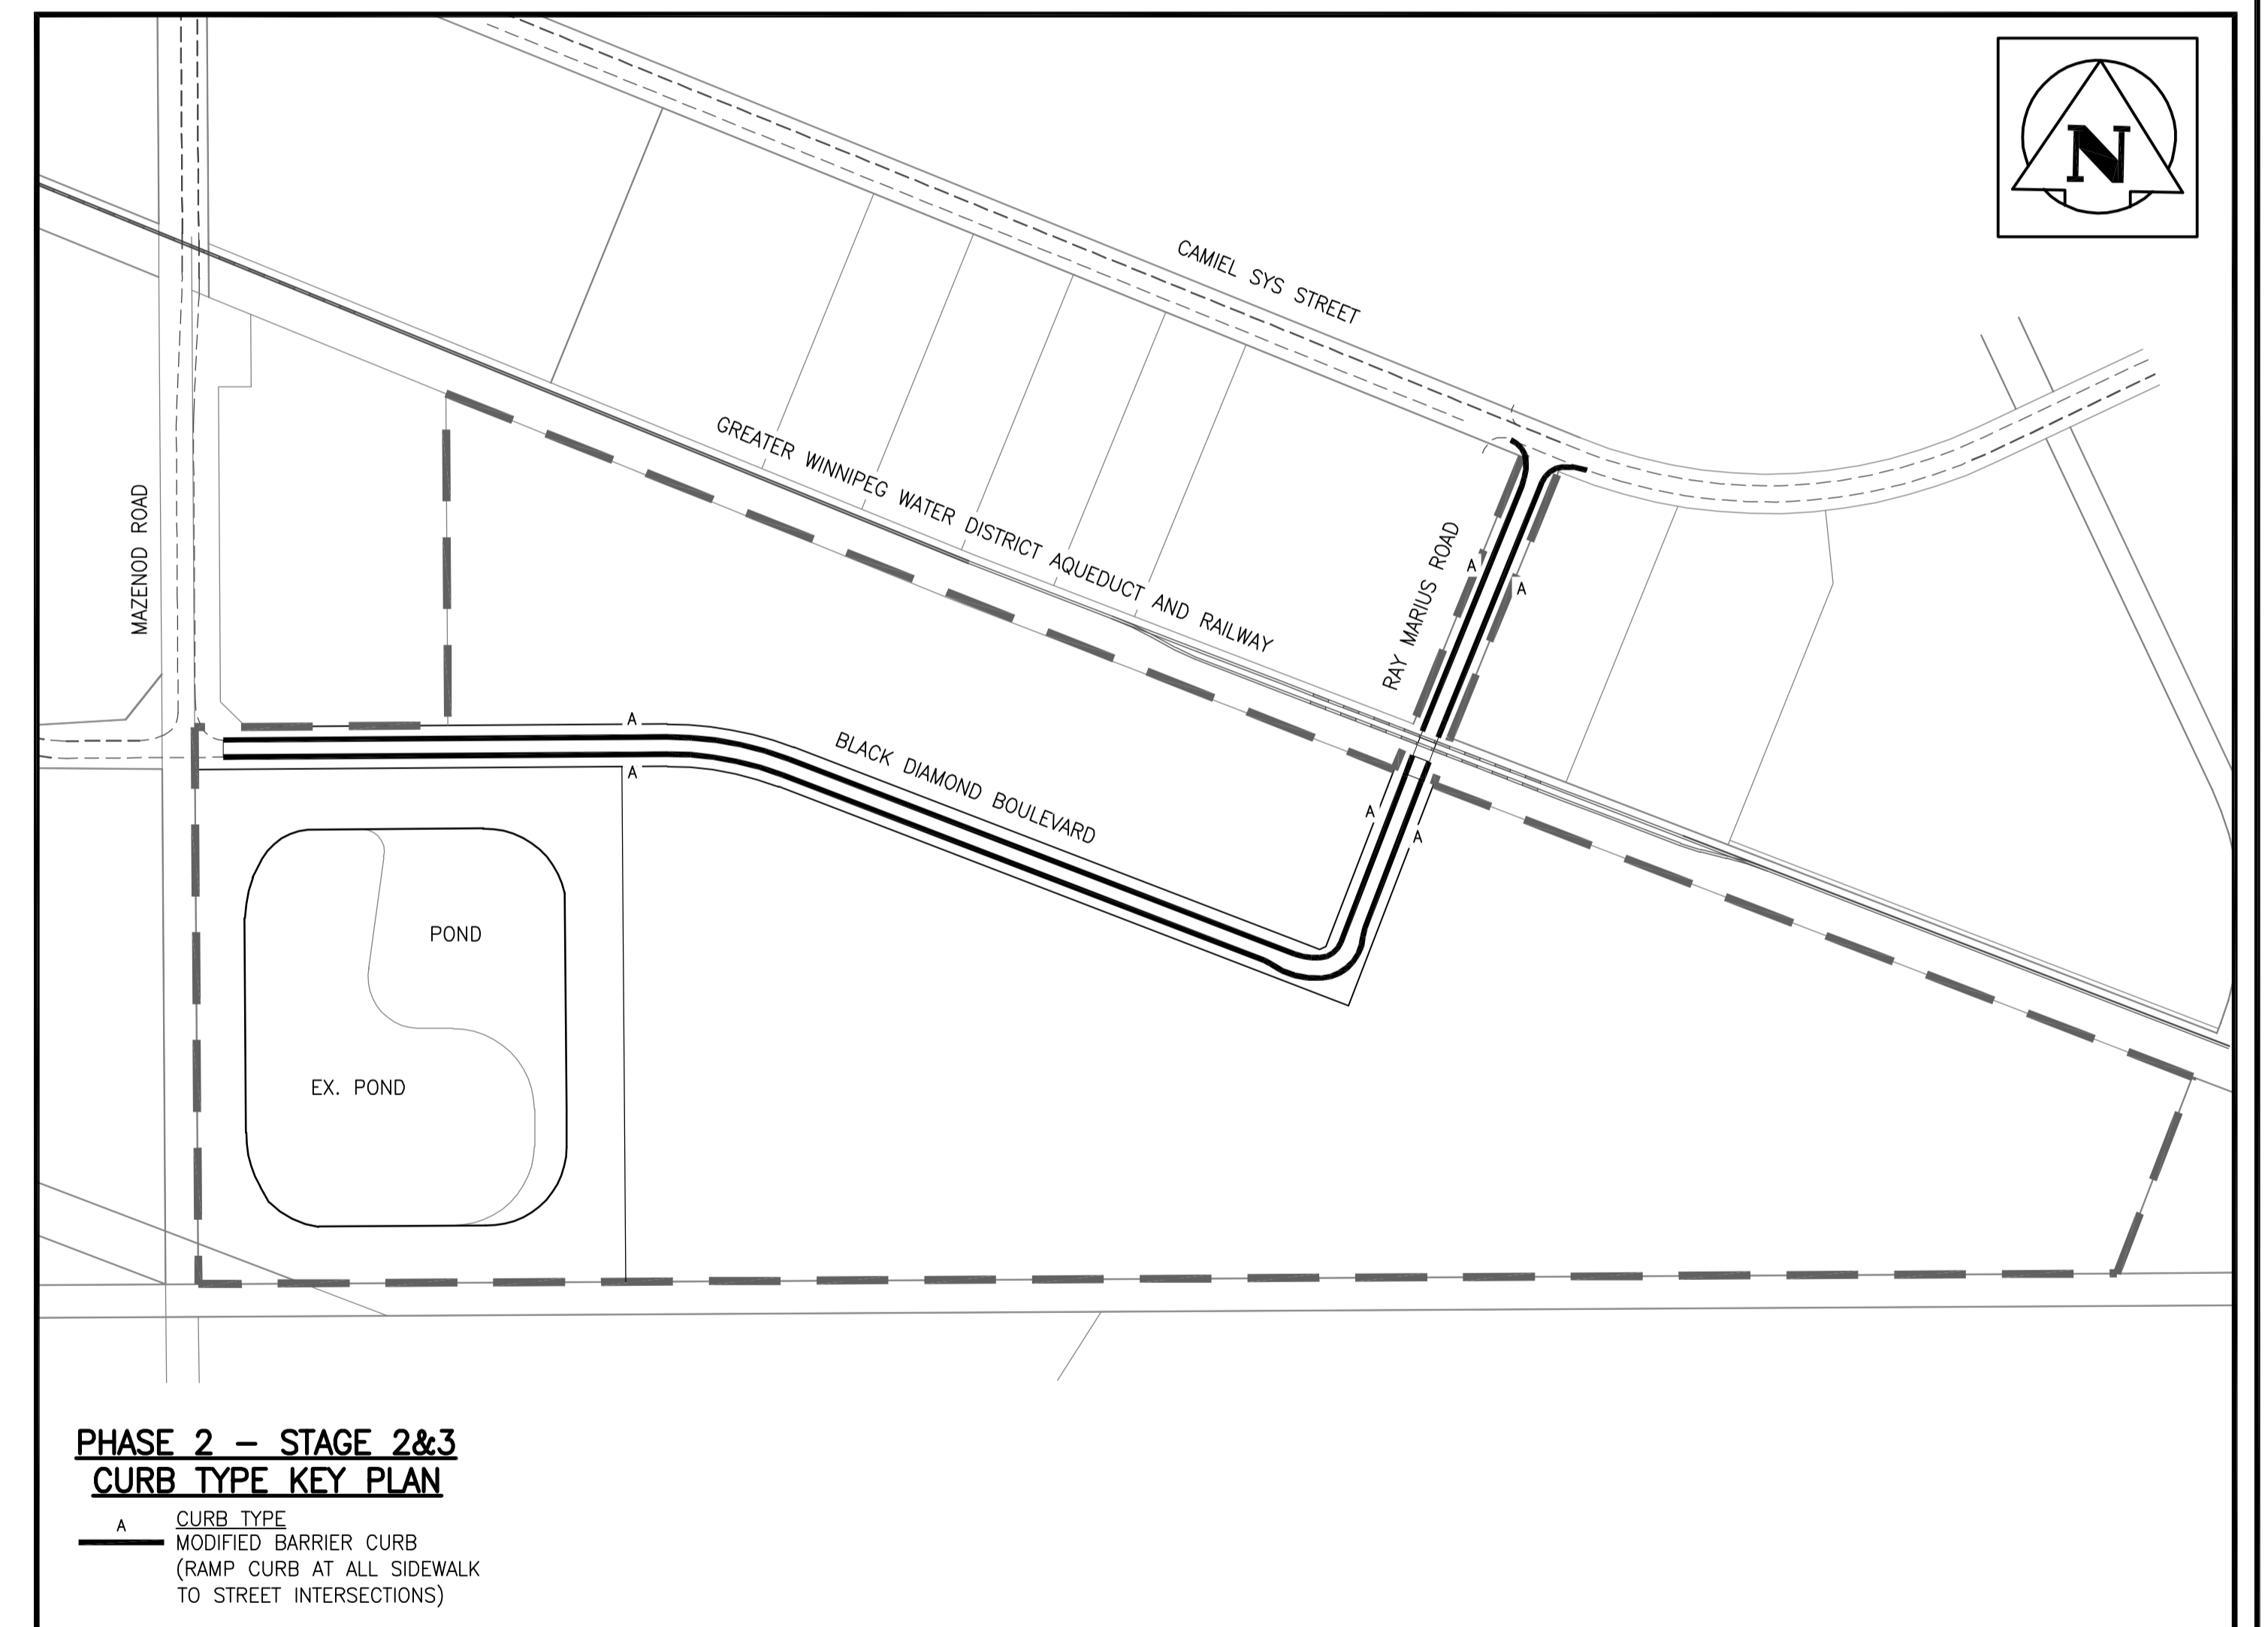 N
CAMIEL SYS STREET
GREATER WINNIPEG WATER DISTRICT AQUEDUCT AND RAILWAY
MAZENOD ROAD
RAY MARIUS ROAD
A
A
A
A
BLACK DIAMOND BOULEVARD
A
A
POND
EX. POND
PHASE 2 – STAGE 2&3
CURB TYPE KEY PLAN
A
CURB TYPE
MODIFIED BARRIER CURB
(RAMP CURB AT ALL SIDEWALK
TO STREET INTERSECTIONS)